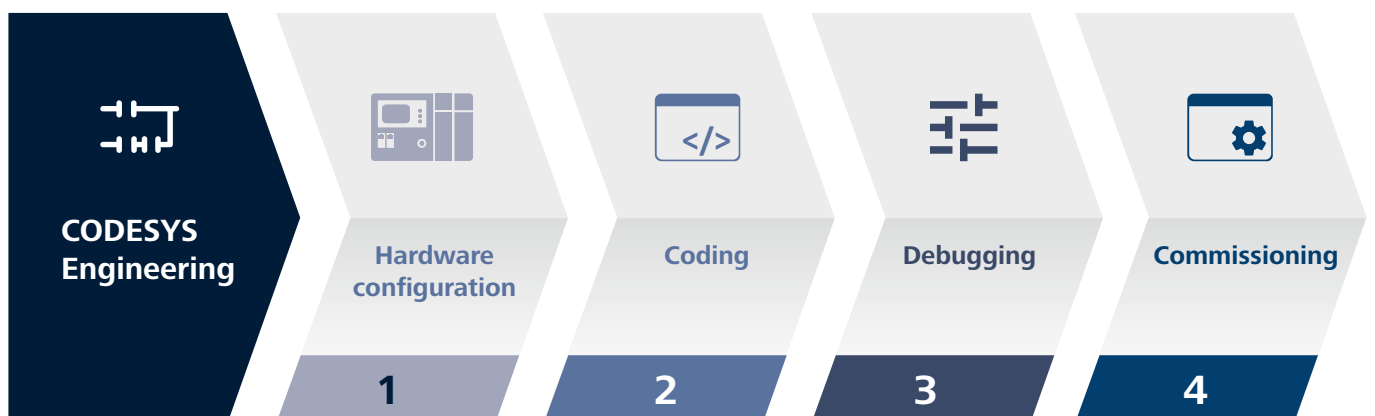 CODESYS
Engineering
Hardware
configuration
1
</>
Coding
2
Debugging
3
Commissioning
4